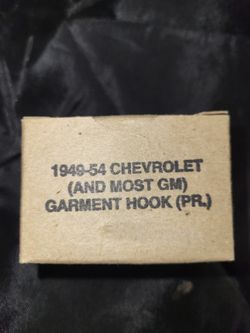 1949-54 CHEVROLET
(AND MOST GM)
GARMENT HOOK (PR.)